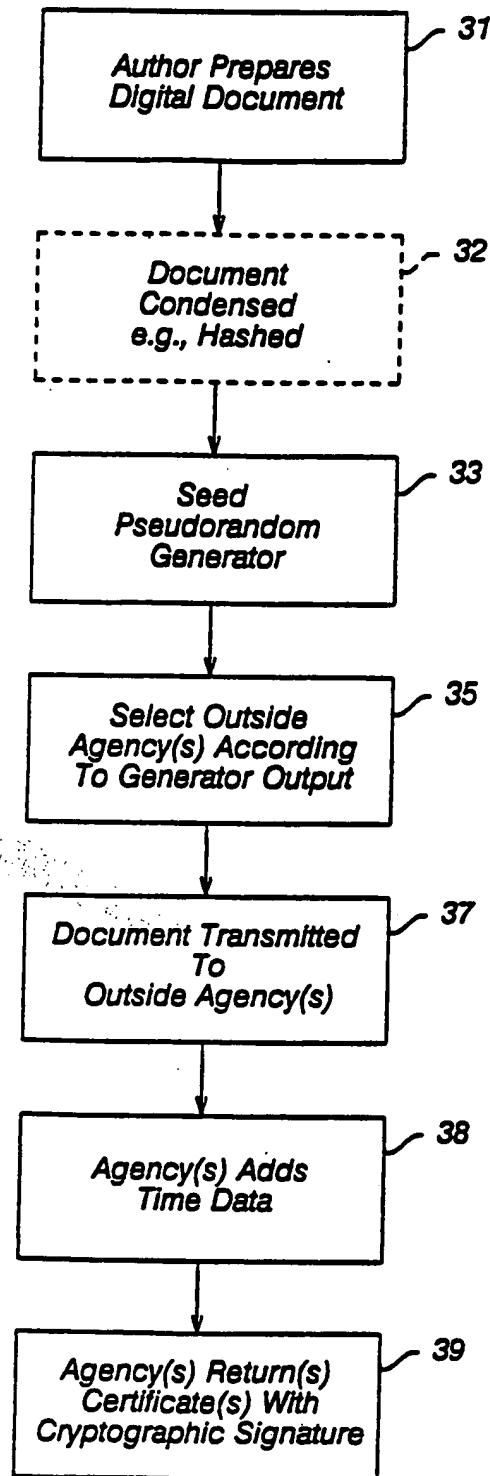 31
Author Prepares
Digital Document
32
Document
Condensed
e.g., Hashed
33
Seed
Pseudorandom
Generator
35
Select Outside
Agency(s) According
To Generator Output
37
Document Transmitted
To
Outside Agency(s)
38
Agency(s) Adds
Time Data
39
Agency(s) Return(s)
Certificate(s) With
Cryptographic Signature